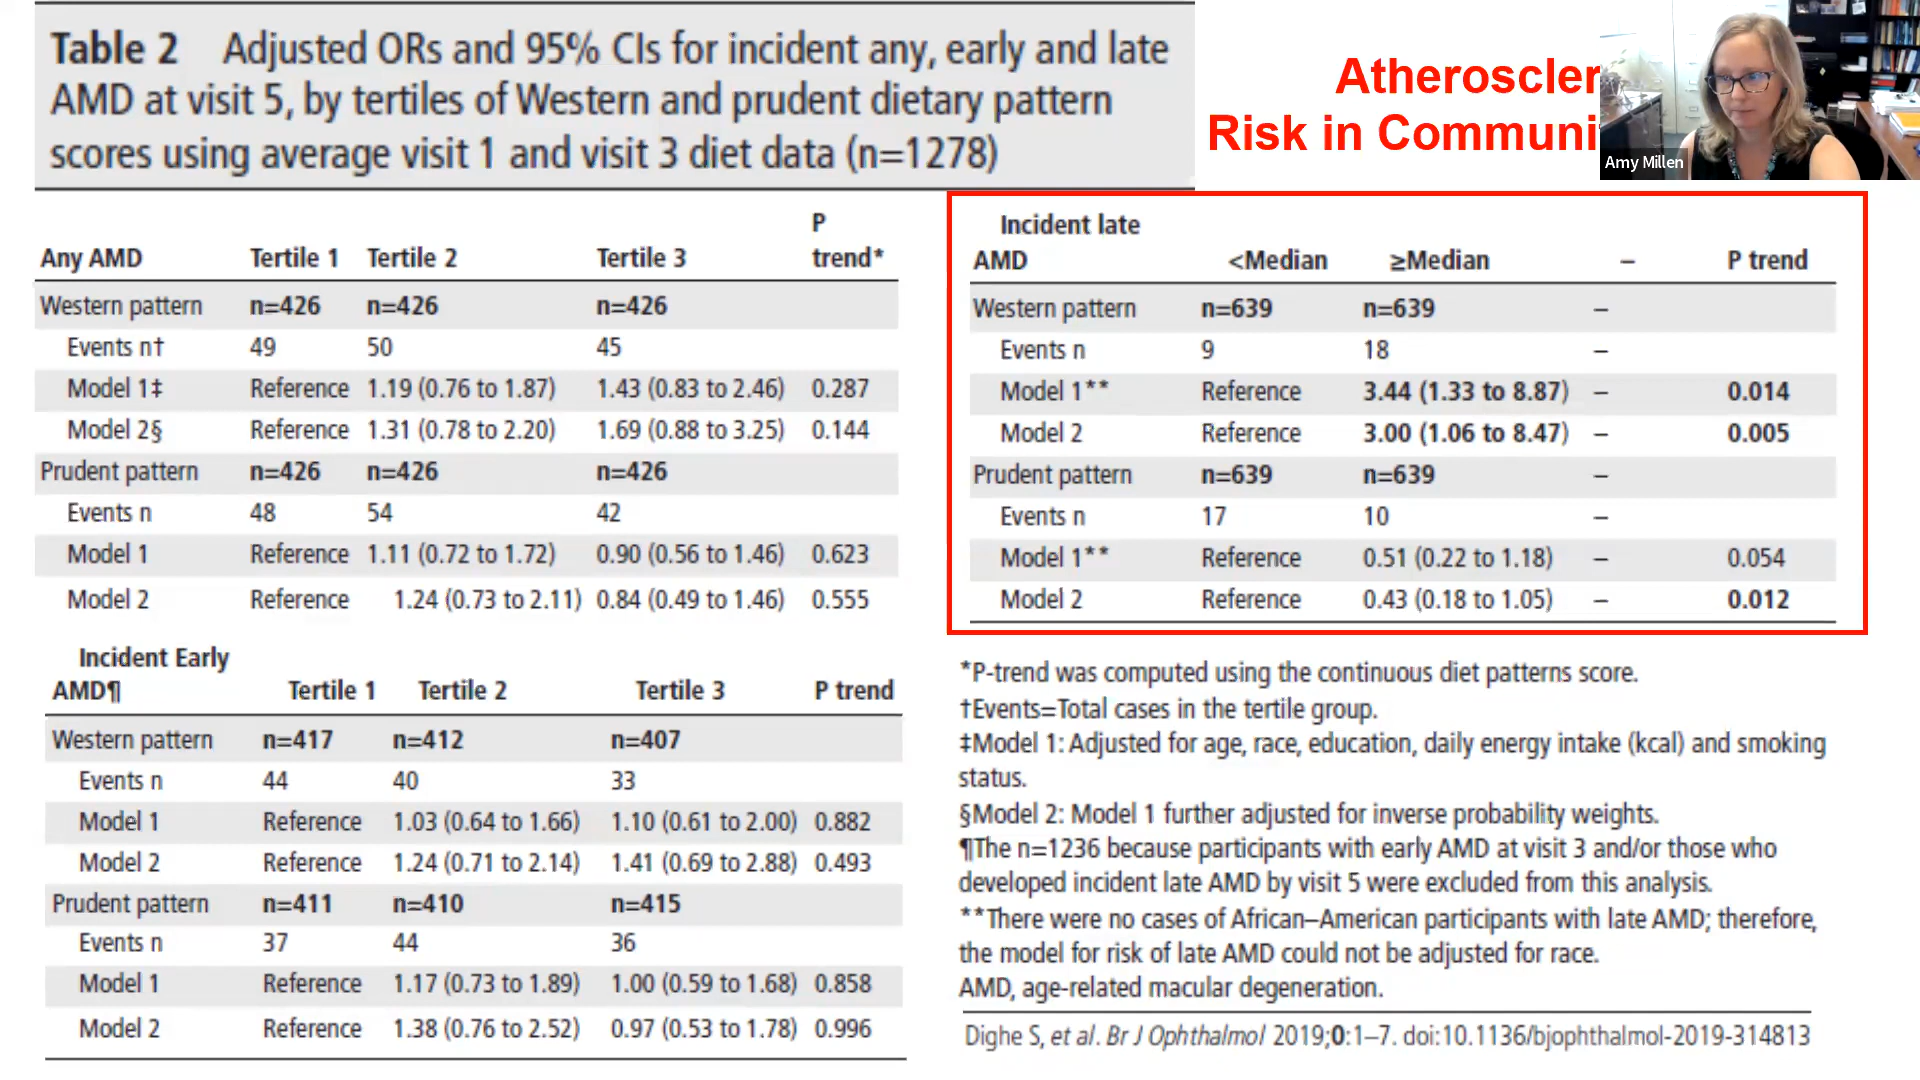 Table 2 Adjusted ORs and 95% CIs for incident any, early and late
AMD at visit 5, by tertiles of Western and prudent dietary pattern
scores using average visit 1 and visit 3 diet data (n=1278)
Atheroscler
Risk in Communi
Amy Millen
P
Any AMD Tertile 1 Tertile 2 Tertile 3 trend*
Western pattern n=426 n=426 n=426
Events n† 49 50 45
Model 1‡ Reference 1.19 (0.76 to 1.87) 1.43 (0.83 to 2.46) 0.287
Model 2§ Reference 1.31 (0.78 to 2.20) 1.69 (0.88 to 3.25) 0.144
Prudent pattern n=426 n=426 n=426
Events n 48 54 42
Model 1 Reference 1.11 (0.72 to 1.72) 0.90 (0.56 to 1.46) 0.623
Model 2 Reference 1.24 (0.73 to 2.11) 0.84 (0.49 to 1.46) 0.555
Incident Early
AMD¶ Tertile 1 Tertile 2 Tertile 3 P trend
Western pattern n=417 n=412 n=407
Events n 44 40 33
Model 1 Reference 1.03 (0.64 to 1.66) 1.10 (0.61 to 2.00) 0.882
Model 2 Reference 1.24 (0.71 to 2.14) 1.41 (0.69 to 2.88) 0.493
Prudent pattern n=411 n=410 n=415
Events n 37 44 36
Model 1 Reference 1.17 (0.73 to 1.89) 1.00 (0.59 to 1.68) 0.858
Model 2 Reference 1.38 (0.76 to 2.52) 0.97 (0.53 to 1.78) 0.996
Incident late
AMD <Median ≥Median – P trend
Western pattern n=639 n=639 –
Events n 9 18 –
Model 1** Reference 3.44 (1.33 to 8.87) – 0.014
Model 2 Reference 3.00 (1.06 to 8.47) – 0.005
Prudent pattern n=639 n=639 –
Events n 17 10 –
Model 1** Reference 0.51 (0.22 to 1.18) – 0.054
Model 2 Reference 0.43 (0.18 to 1.05) – 0.012
*P-trend was computed using the continuous diet patterns score.
†Events=Total cases in the tertile group.
‡Model 1: Adjusted for age, race, education, daily energy intake (kcal) and smoking
status.
§Model 2: Model 1 further adjusted for inverse probability weights.
¶The n=1236 because participants with early AMD at visit 3 and/or those who
developed incident late AMD by visit 5 were excluded from this analysis.
**There were no cases of African–American participants with late AMD; therefore,
the model for risk of late AMD could not be adjusted for race.
AMD, age-related macular degeneration.
Dighe S, et al. Br J Ophthalmol 2019;0:1–7. doi:10.1136/bjophthalmol-2019-314813